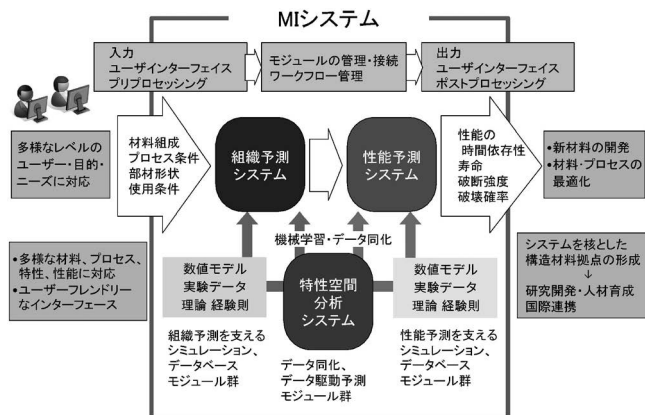 MIシステム
入力
ユーザインターフェイス
プリプロセッシング
モジュールの管理・接続
ワークフロー管理
出力
ユーザインターフェイス
ポストプロセッシング
多様なレベルの
ユーザー・目的・
ニーズに対応
材料組成
プロセス条件
部材形状
使用条件
組織予測
システム
性能予測
システム
性能の
時間依存性
寿命
破断強度
破壊確率
•新材料の開発
•材料・プロセスの
最適化
機械学習・データ同化
•多様な材料、プロセス、
特性、性能に対応
•ユーザーフレンドリー
なインターフェース
数値モデル
実験データ
理論 経験則
特性空間
分析
システム
数値モデル
実験データ
理論 経験則
システムを核とした
構造材料拠点の形成
↓
研究開発・人材育成
国際連携
組織予測を支える
シミュレーション、
データベース
モジュール群
データ同化、
データ駆動予測
モジュール群
性能予測を支える
シミュレーション、
データベース
モジュール群